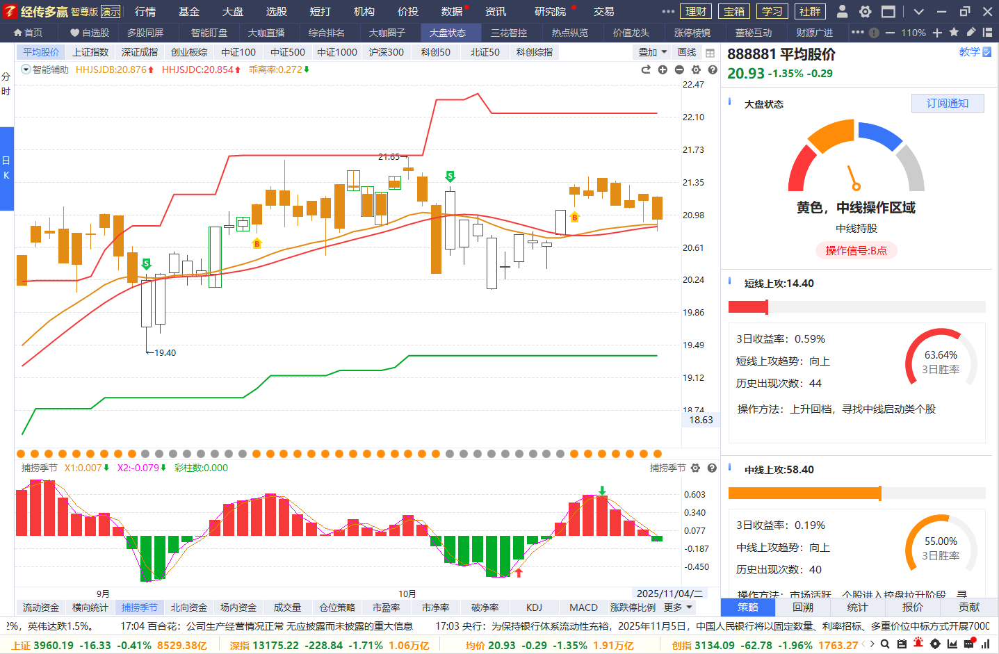 经传多赢 智尊版 演示 行情 基金 大盘 选股 短打 机构 价投 数据 资讯 研究院 交易 理财 宝箱 学习 社群
首页 自选股 多股同屏 智能盯盘 大咖直播 综合排名 大咖圈子 大盘状态 三花智控 热点纵览 价值龙头 涨停棱镜 董秘互动 财源广进 110%
平均股价 上证指数 深证成指 创业板综 中证100 中证500 中证1000 沪深300 科创50 北证50 科创综指 叠加 画线
分时
日K
智能辅助 HHJSJDB:20.876 HHJSJDC:20.854 乖离率:0.272
22.47
22.10
21.73
21.35
20.98
20.61
20.24
19.86
19.49
19.12
18.74
18.63
21.65
19.40
S
B
S
B
捕捞季节 X1:0.007 X2:-0.079 彩柱数:0.000 捕捞季节
0.603
0.340
0.077
-0.187
-0.450
9月 10月 2025/11/04/二
流动资金 横向统计 捕捞季节 北向资金 场内资金 成交量 仓位策略 市盈率 市净率 破净率 KDJ MACD 涨跌停比例 更多
888881 平均股价 教学
20.93 -1.35% -0.29
大盘状态 订阅通知
黄色，中线操作区域
中线持股
操作信号:B点
短线上攻:14.40
3日收益率：0.59%
短线上攻趋势：向上
历史出现次数：44
63.64%
3日胜率
操作方法：上升回档，寻找中线启动类个股
中线上攻:58.40
3日收益率：0.19%
中线上攻趋势：向上
历史出现次数：40
55.00%
3日胜率
操作方法：市场活跃，个股进入控盘拉升阶段，寻
策略 回溯 统计 报价 贡献
2%，英伟达跌1.5%。 17:04 百合花：公司生产经营情况正常 无应披露而未披露的重大信息 17:03 央行：为保持银行体系流动性充裕，2025年11月5日，中国人民银行将以固定数量、利率招标、多重价位中标方式开展7000
上证 3960.19 -16.33 -0.41% 8529.38亿 深指 13175.22 -228.84 -1.71% 1.06万亿 均价 20.93 -0.29 -1.35% 1.91万亿 创指 3134.09 -62.78 -1.96% 1763.27